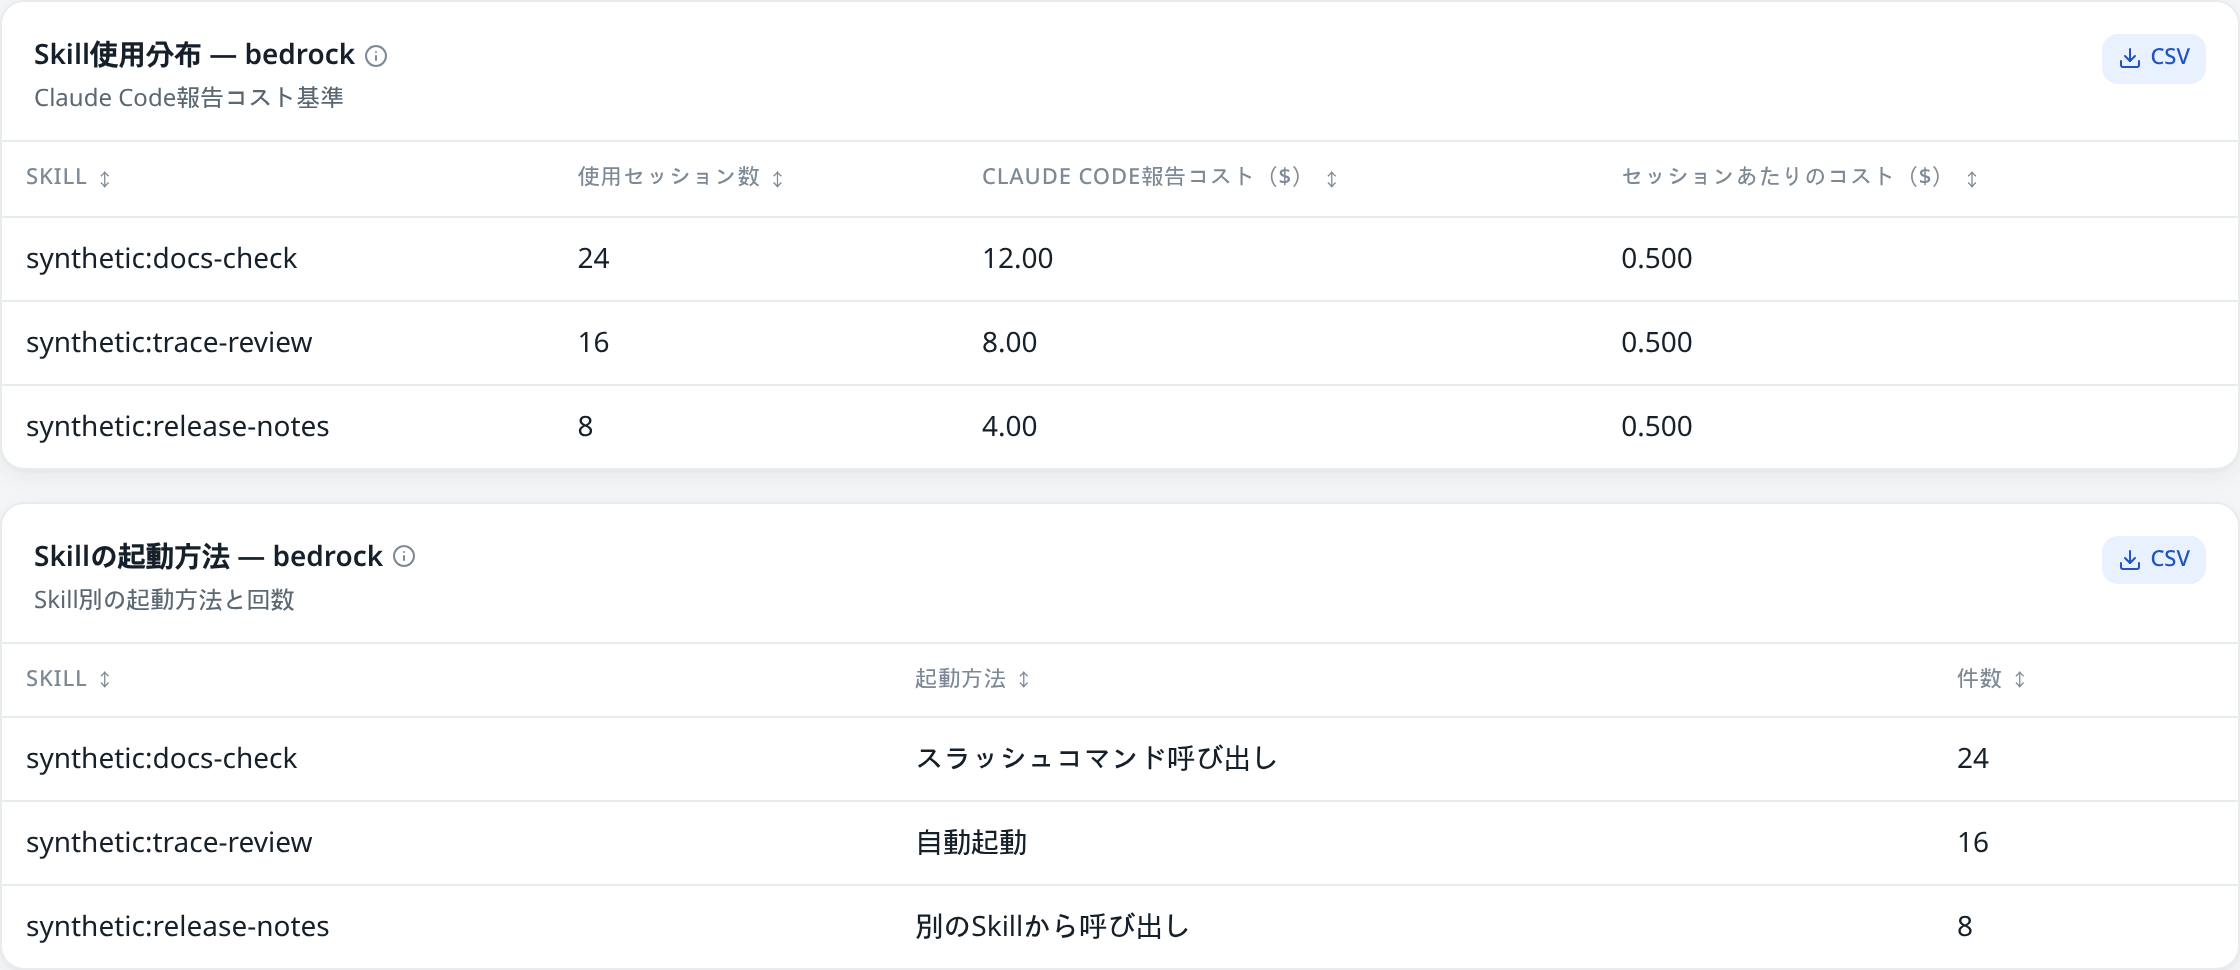 Skill使用分布 — bedrock
CSV
Claude Code報告コスト基準
SKILL 使用セッション数 CLAUDE CODE報告コスト（$） セッションあたりのコスト（$）
synthetic:docs-check 24 12.00 0.500
synthetic:trace-review 16 8.00 0.500
synthetic:release-notes 8 4.00 0.500
Skillの起動方法 — bedrock
CSV
Skill別の起動方法と回数
SKILL 起動方法 件数
synthetic:docs-check スラッシュコマンド呼び出し 24
synthetic:trace-review 自動起動 16
synthetic:release-notes 別のSkillから呼び出し 8